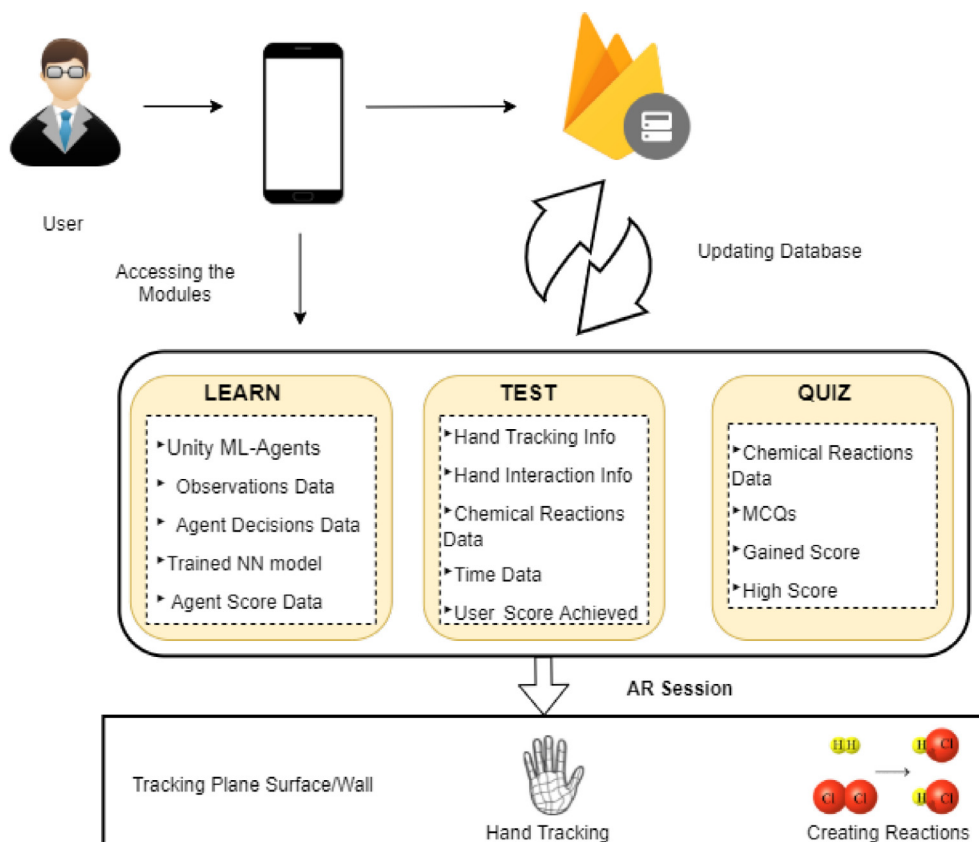 User
Accessing the
Modules
Updating Database
LEARN
Unity ML-Agents
Observations Data
Agent Decisions Data
Trained NN model
Agent Score Data
TEST
Hand Tracking Info
Hand Interaction Info
Chemical Reactions
Data
Time Data
User Score Achieved
QUIZ
Chemical Reactions
Data
MCQs
Gained Score
High Score
AR Session
Tracking Plane Surface/Wall
Hand Tracking
H H
H Cl
Cl Cl
H Cl
Creating Reactions